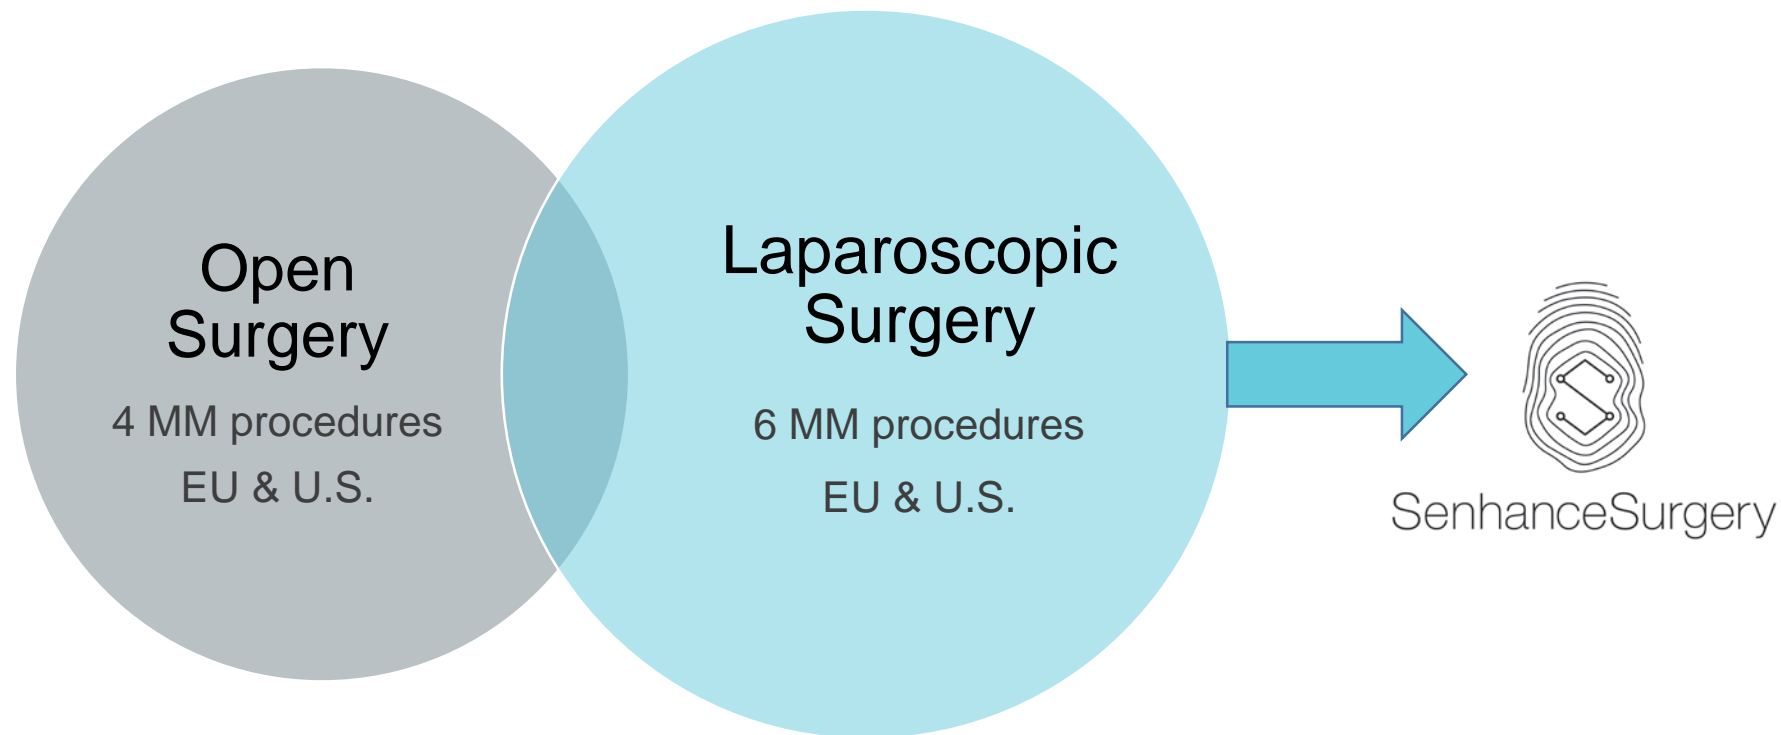 Open
Surgery
4 MM procedures
EU & U.S.
Laparoscopic
Surgery
6 MM procedures
EU & U.S.
SenhanceSurgery